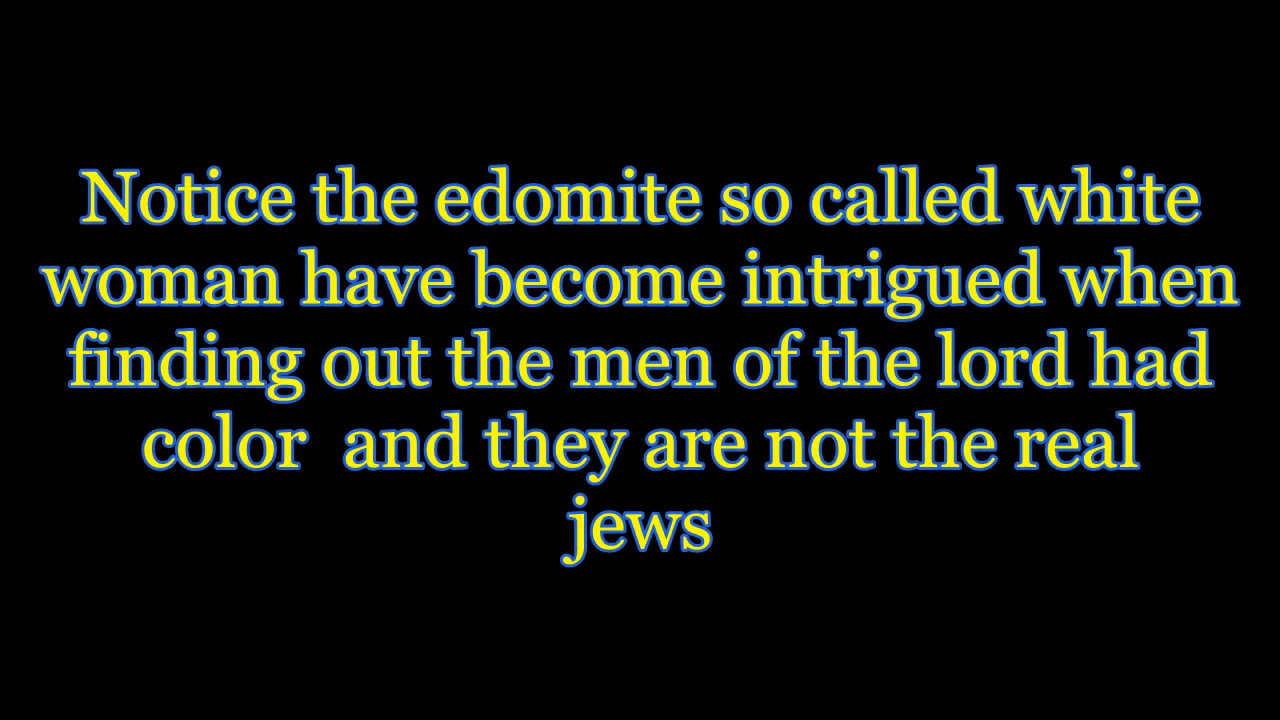 Notice the edomite so called white
woman have become intrigued when
finding out the men of the lord had
color  and they are not the real
jews